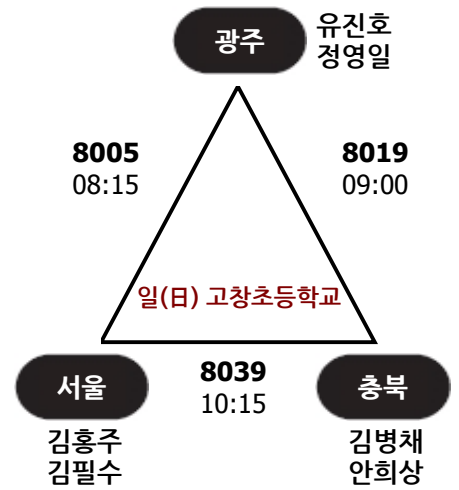 광주
유진호
정영일
8005
08:15
8019
09:00
일(日) 고창초등학교
서울
8039
10:15
충북
김홍주
김필수
김병채
안희상